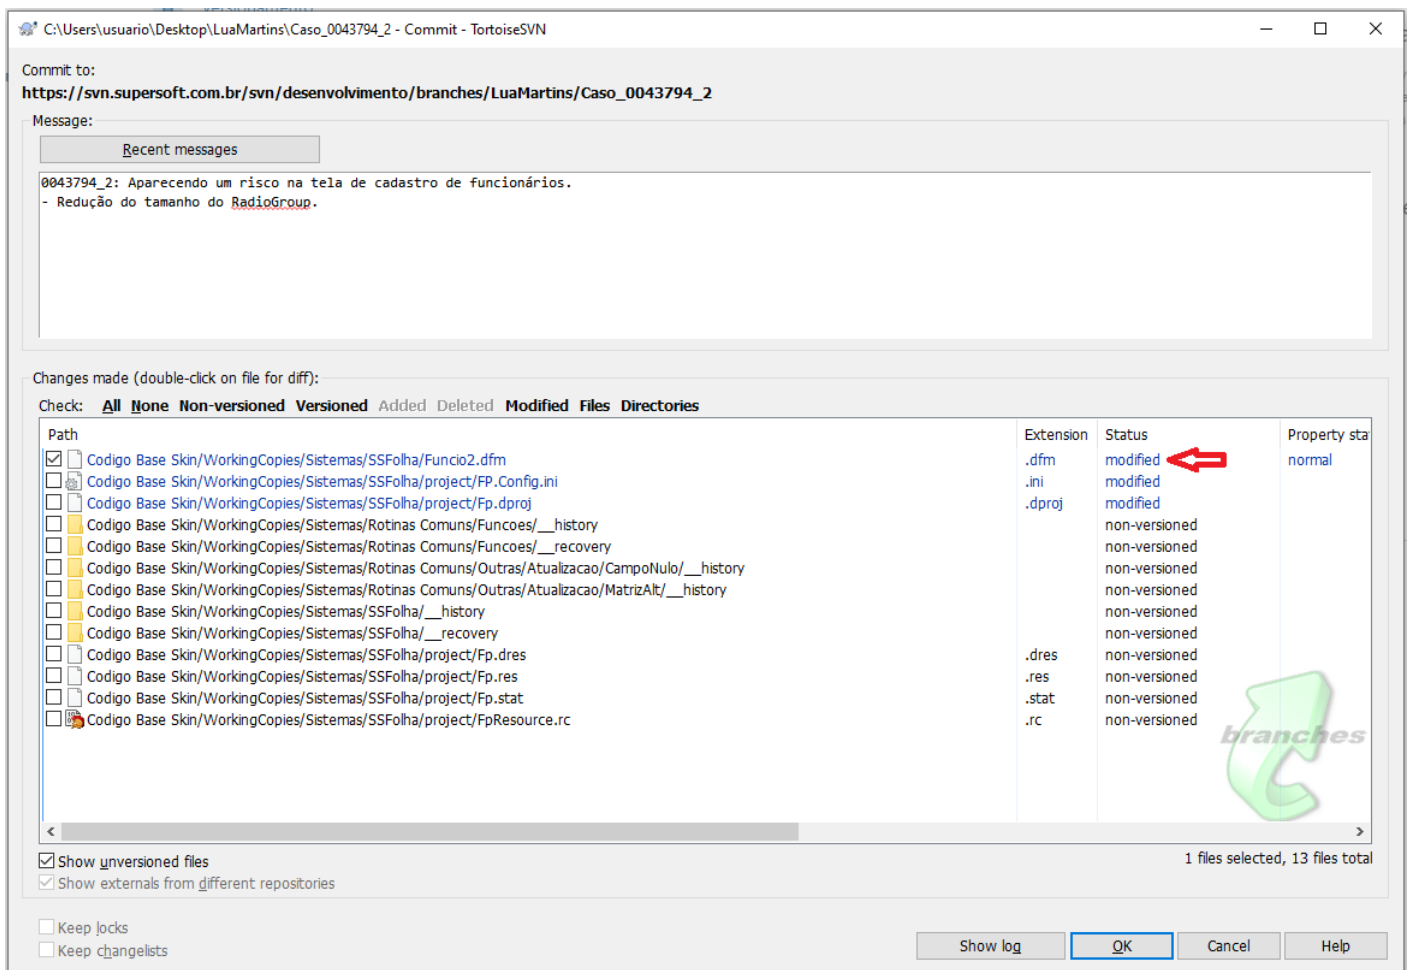 C:\Users\usuario\Desktop\LuaMartins\Caso_0043794_2 - Commit - TortoiseSVN
Commit to:
https://svn.supersoft.com.br/svn/desenvolvimento/branches/LuaMartins/Caso_0043794_2
Message:
Recent messages
0043794_2: Aparecendo um risco na tela de cadastro de funcionários.
- Redução do tamanho do RadioGroup.
Changes made (double-click on file for diff):
Check: All None Non-versioned Versioned Added Deleted Modified Files Directories
Path Extension Status Property sta
Codigo Base Skin/WorkingCopies/Sistemas/SSFolha/Funcio2.dfm .dfm modified normal
Codigo Base Skin/WorkingCopies/Sistemas/SSFolha/project/FP.Config.ini .ini modified
Codigo Base Skin/WorkingCopies/Sistemas/SSFolha/project/Fp.dproj .dproj modified
Codigo Base Skin/WorkingCopies/Sistemas/Rotinas Comuns/Funcoes/__history non-versioned
Codigo Base Skin/WorkingCopies/Sistemas/Rotinas Comuns/Funcoes/__recovery non-versioned
Codigo Base Skin/WorkingCopies/Sistemas/Rotinas Comuns/Outras/Atualizacao/CampoNulo/__history non-versioned
Codigo Base Skin/WorkingCopies/Sistemas/Rotinas Comuns/Outras/Atualizacao/MatrizAlt/__history non-versioned
Codigo Base Skin/WorkingCopies/Sistemas/SSFolha/__history non-versioned
Codigo Base Skin/WorkingCopies/Sistemas/SSFolha/__recovery non-versioned
Codigo Base Skin/WorkingCopies/Sistemas/SSFolha/project/Fp.dres .dres non-versioned
Codigo Base Skin/WorkingCopies/Sistemas/SSFolha/project/Fp.res .res non-versioned
Codigo Base Skin/WorkingCopies/Sistemas/SSFolha/project/Fp.stat .stat non-versioned
Codigo Base Skin/WorkingCopies/Sistemas/SSFolha/project/FpResource.rc .rc non-versioned
branches
Show unversioned files 1 files selected, 13 files total
Show externals from different repositories
Keep locks
Keep changelists
Show log OK Cancel Help